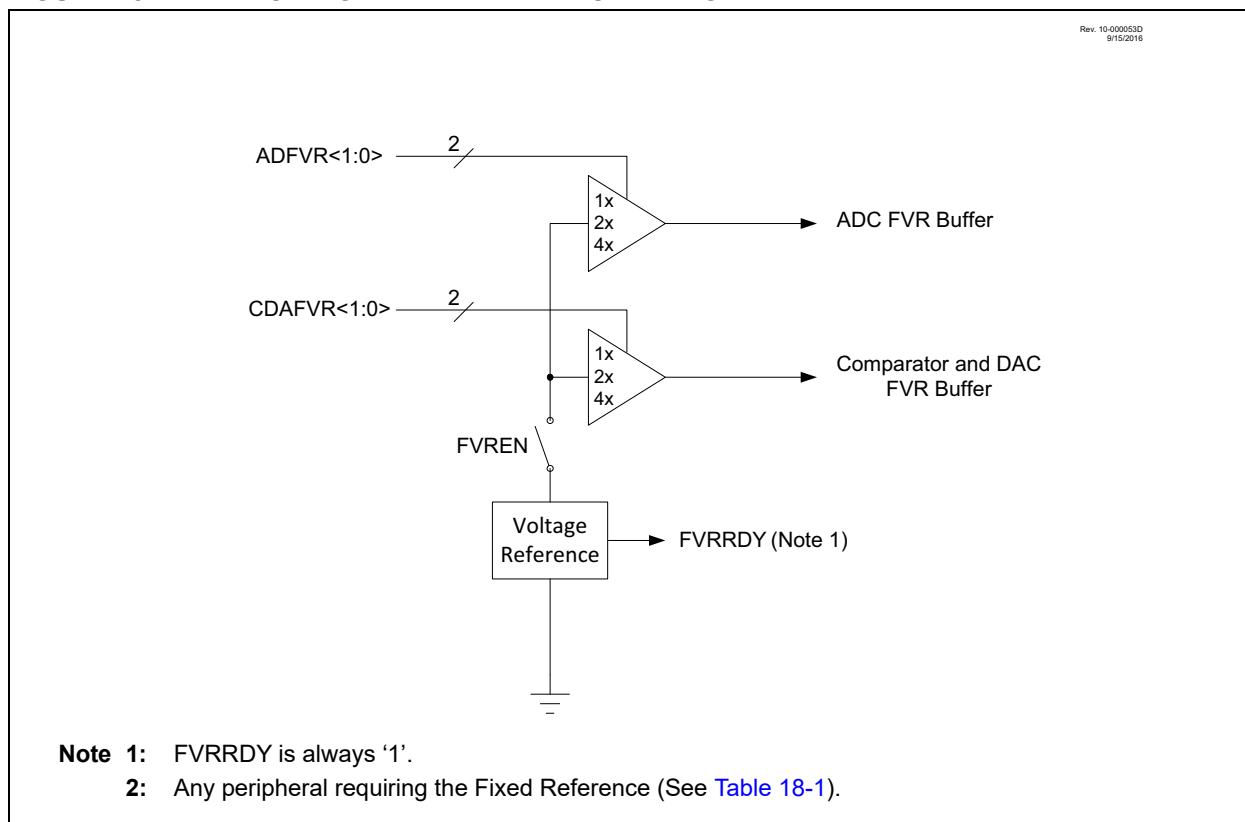 Rev. 10-000053D
9/15/2016
ADFVR<1:0>
2
1x
2x
4x
ADC FVR Buffer
CDAFVR<1:0>
2
1x
2x
4x
Comparator and DAC
FVR Buffer
FVREN
Voltage
Reference
FVRRDY (Note 1)
Note 1: FVRRDY is always ‘1’.
2: Any peripheral requiring the Fixed Reference (See Table 18-1).